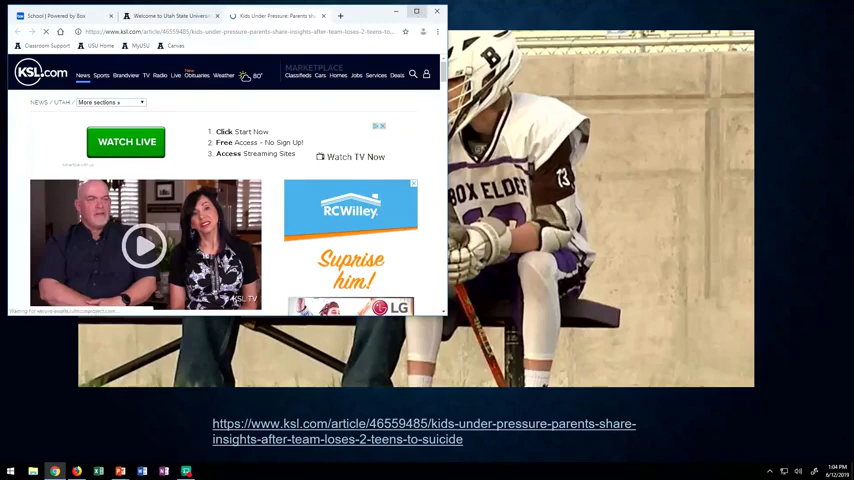 School | Powered by Box
Welcome to Utah State Universit
Kids Under Pressure: Parents sh
https://www.ksl.com/article/46559485/kids-under-pressure-parents-share-insights-after-team-loses-2-teens-to-...
Classroom Support
USU Home
MyUSU
Canvas
KSL.com
News
Sports
Brandview
TV
Radio
Live
New
Obituaries
Weather
80°
MARKETPLACE
Classifieds
Cars
Homes
Jobs
Services
Deals
NEWS / UTAH /
More sections »
WATCH LIVE
1. Click Start Now
2. Free Access - No Sign Up!
3. Access Streaming Sites
Watch TV Now
RCWilley.
Suprise
him!
LG
KSL TV
B
BOX ELDER
13
https://www.ksl.com/article/46559485/kids-under-pressure-parents-share-
insights-after-team-loses-2-teens-to-suicide
1:04 PM
6/12/2019